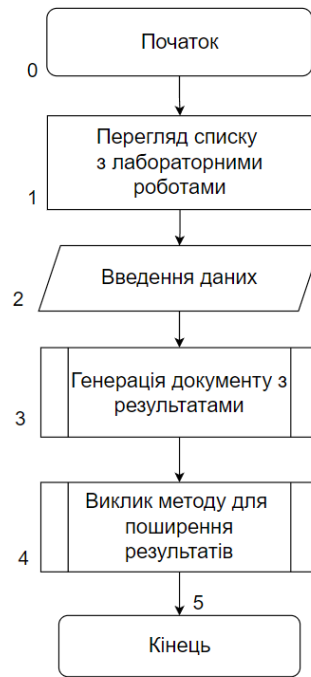 Початок
0
Перегляд списку
з лабораторними
роботами
1
Введення даних
2
Генерація документу з
результатами
3
Виклик методу для
поширення
результатів
4
5
Кінець